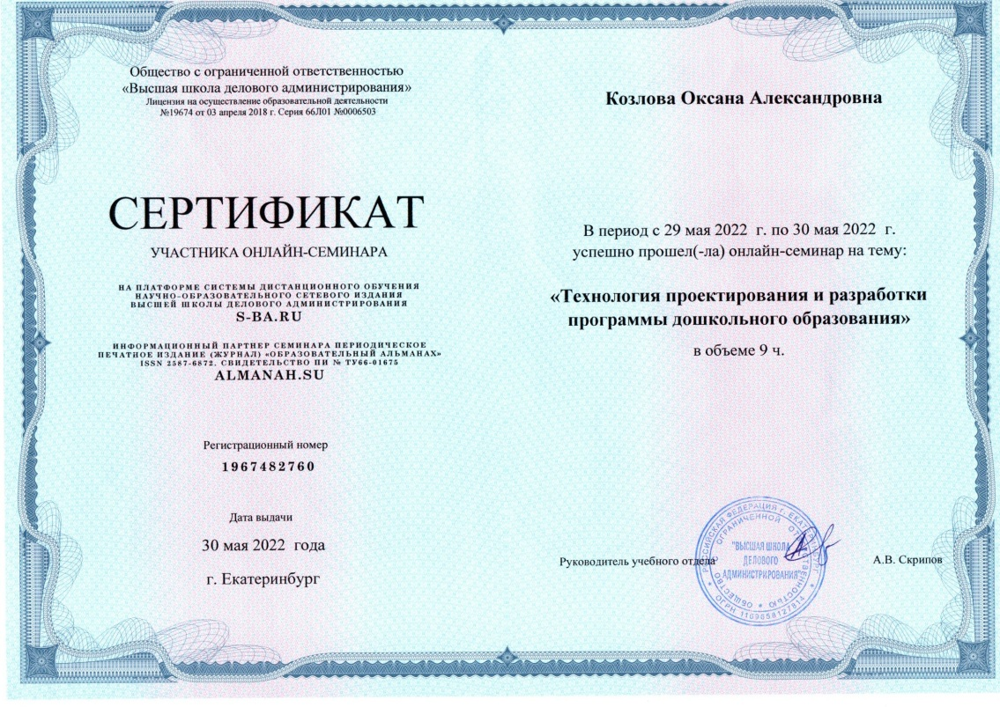 Общество с ограниченной ответственностью
«Высшая школа делового администрирования»
Лицензия на осуществление образовательной деятельности
№19674 от 03 апреля 2018 г. Серия 66Л01 №0006503
СЕРТИФИКАТ
УЧАСТНИКА ОНЛАЙН-СЕМИНАРА
НА ПЛАТФОРМЕ СИСТЕМЫ ДИСТАНЦИОННОГО ОБУЧЕНИЯ
НАУЧНО-ОБРАЗОВАТЕЛЬНОГО СЕТЕВОГО ИЗДАНИЯ
ВЫСШЕЙ ШКОЛЫ ДЕЛОВОГО АДМИНИСТРИРОВАНИЯ
S-BA.RU
ИНФОРМАЦИОННЫЙ ПАРТНЕР СЕМИНАРА ПЕРИОДИЧЕСКОЕ
ПЕЧАТНОЕ ИЗДАНИЕ (ЖУРНАЛ) «ОБРАЗОВАТЕЛЬНЫЙ АЛЬМАНАХ»
ISSN 2587-6872. СВИДЕТЕЛЬСТВО ПИ № ТУ66-01675
ALMANAH.SU
Регистрационный номер
1967482760
Дата выдачи
30 мая 2022 года
г. Екатеринбург
Козлова Оксана Александровна
В период с 29 мая 2022 г. по 30 мая 2022 г.
успешно прошел(-ла) онлайн-семинар на тему:
«Технология проектирования и разработки
программы дошкольного образования»
в объеме 9 ч.
Руководитель учебного отдела
А.В. Скрипов
РОССИЙСКАЯ ФЕДЕРАЦИЯ г. ЕКАТЕРИНБУРГ
ОГРН 1109058127814
ОБЩЕСТВО С ОГРАНИЧЕННОЙ ОТВЕТСТВЕННОСТЬЮ
"ВЫСШАЯ ШКОЛА
ДЕЛОВОГО
АДМИНИСТРИРОВАНИЯ"